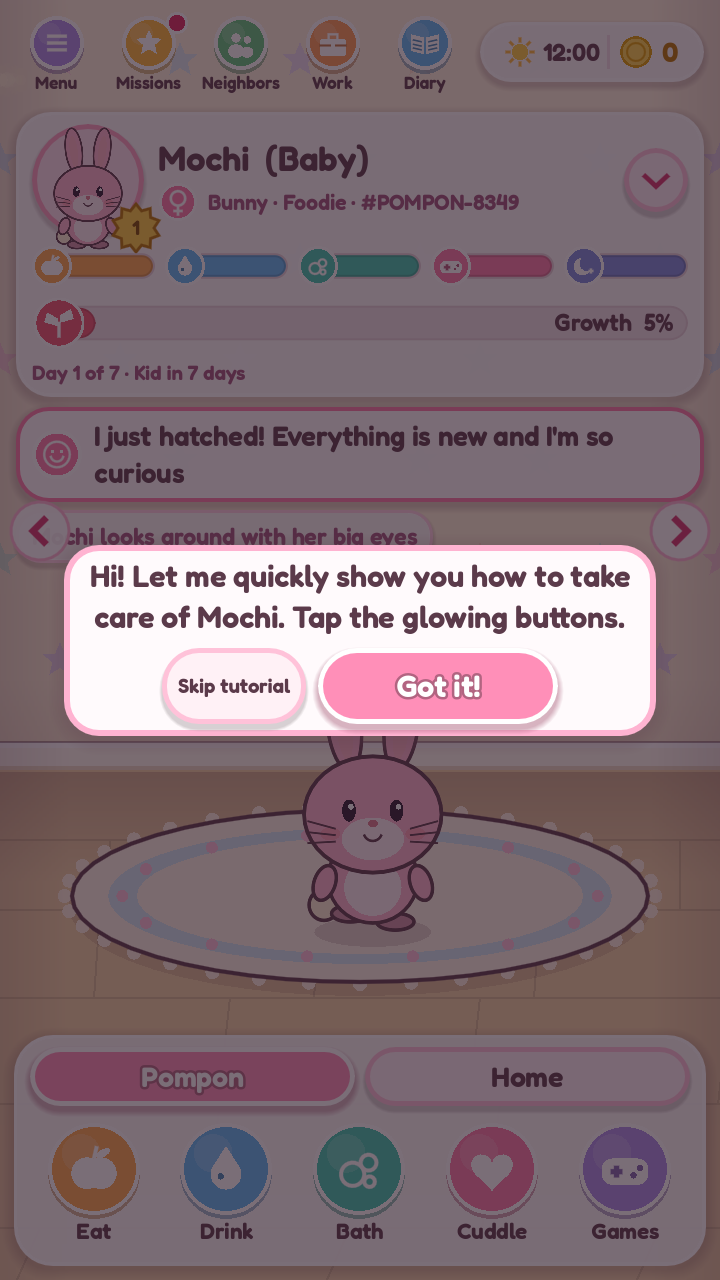 Menu
Missions
Neighbors
Work
Diary
12:00
0
Mochi (Baby)
Bunny · Foodie · #POMPON-8349
1
Growth 5%
Day 1 of 7 · Kid in 7 days
I just hatched! Everything is new and I'm so
curious
looks around with her big eyes
Hi! Let me quickly show you how to take
care of Mochi. Tap the glowing buttons.
Skip tutorial
Got it!
Pompon
Home
Eat
Drink
Bath
Cuddle
Games